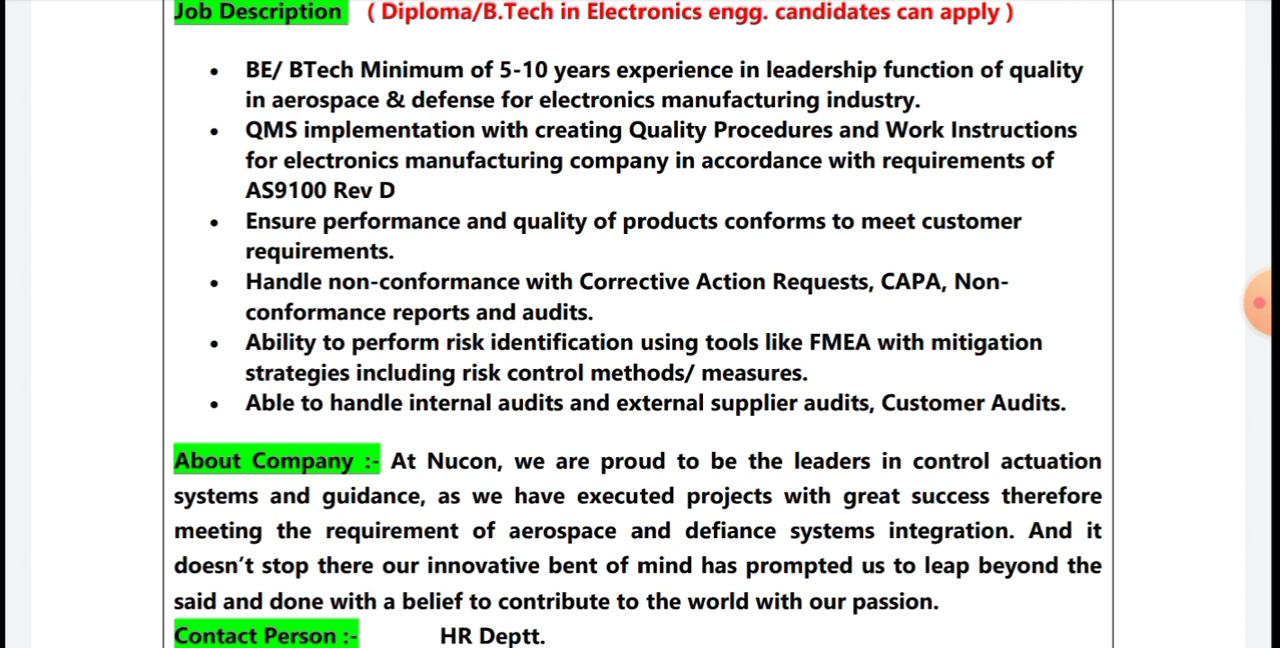 Job Description ( Diploma/B.Tech in Electronics engg. candidates can apply )
• BE/ BTech Minimum of 5-10 years experience in leadership function of quality
in aerospace & defense for electronics manufacturing industry.
• QMS implementation with creating Quality Procedures and Work Instructions
for electronics manufacturing company in accordance with requirements of
AS9100 Rev D
• Ensure performance and quality of products conforms to meet customer
requirements.
• Handle non-conformance with Corrective Action Requests, CAPA, Non-
conformance reports and audits.
• Ability to perform risk identification using tools like FMEA with mitigation
strategies including risk control methods/ measures.
• Able to handle internal audits and external supplier audits, Customer Audits.
About Company :- At Nucon, we are proud to be the leaders in control actuation
systems and guidance, as we have executed projects with great success therefore
meeting the requirement of aerospace and defiance systems integration. And it
doesn’t stop there our innovative bent of mind has prompted us to leap beyond the
said and done with a belief to contribute to the world with our passion.
Contact Person :- HR Deptt.